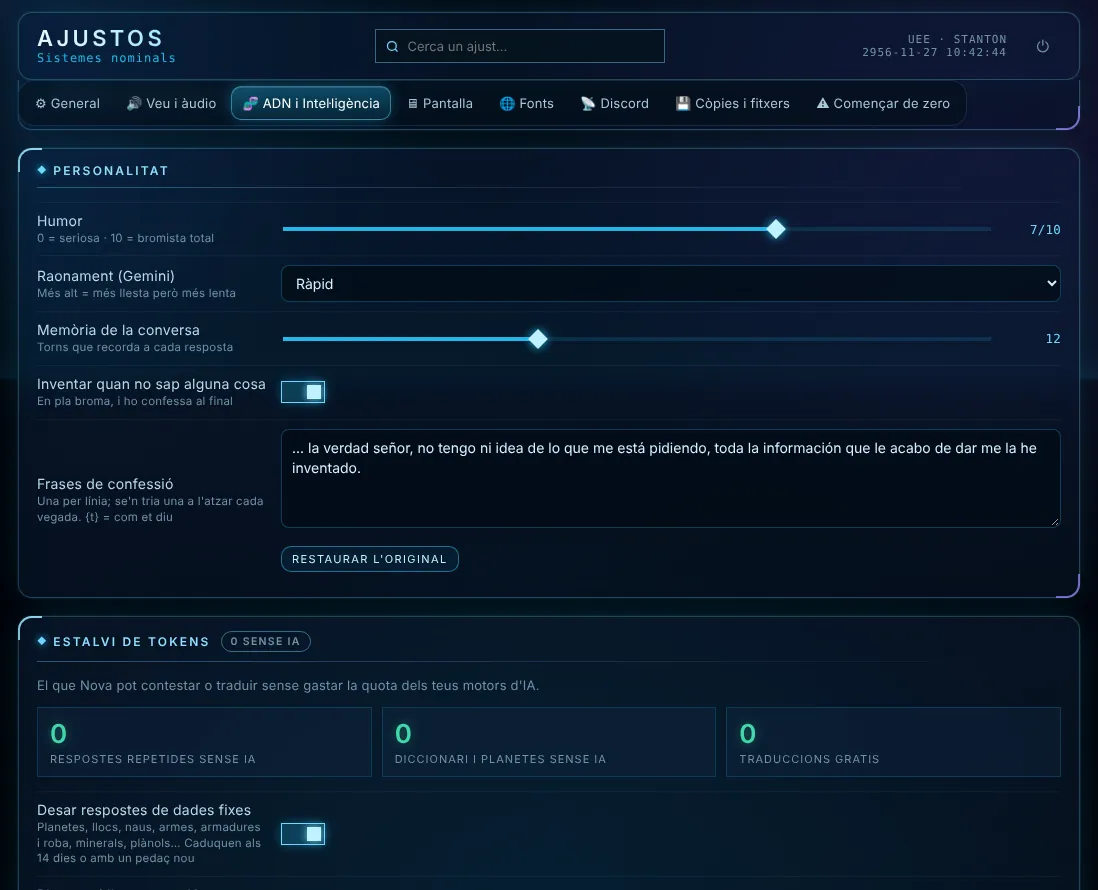 AJUSTOS
Sistemes nominals
Cerca un ajust...
UEE · STANTON
2956-11-27 10:42:44
General
Veu i àudio
ADN i Intel·ligència
Pantalla
Fonts
Discord
Còpies i fitxers
Començar de zero
PERSONALITAT
Humor
0 = seriosa · 10 = bromista total
7/10
Raonament (Gemini)
Més alt = més llesta però més lenta
Ràpid
Memòria de la conversa
Torns que recorda a cada resposta
12
Inventar quan no sap alguna cosa
En pla broma, i ho confessa al final
Frases de confessió
Una per línia; se'n tria una a l'atzar cada
vegada. {t} = com et diu
... la verdad señor, no tengo ni idea de lo que me está pidiendo, toda la información que le acabo de dar me la he
inventado.
RESTAURAR L'ORIGINAL
ESTALVI DE TOKENS
0 SENSE IA
El que Nova pot contestar o traduir sense gastar la quota dels teus motors d'IA.
0
RESPOSTES REPETIDES SENSE IA
0
DICCIONARI I PLANETES SENSE IA
0
TRADUCCIONS GRATIS
Desar respostes de dades fixes
Planetes, llocs, naus, armes, armadures
i roba, minerals, plànols... Caduquen als
14 dies o amb un pedaç nou